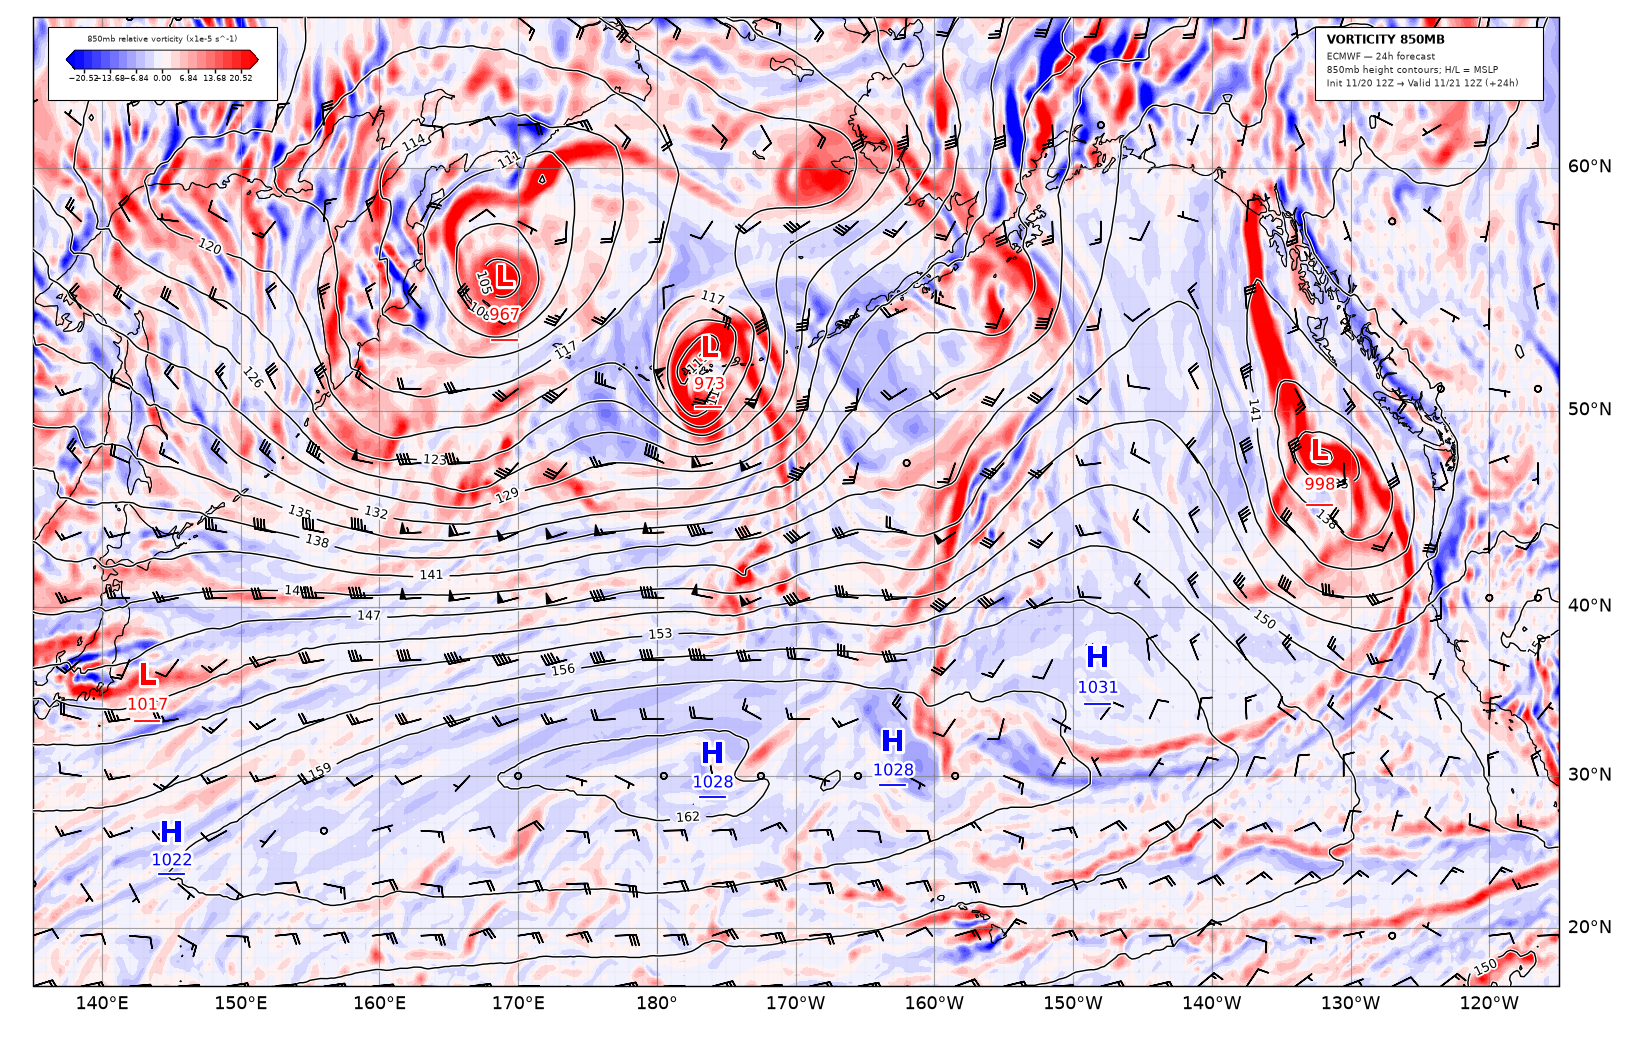 850mb relative vorticity (x1e-5 s^-1)
−20.52 −13.68 −6.84 0.00 6.84 13.68 20.52
VORTICITY 850MB
ECMWF — 24h forecast
850mb height contours; H/L = MSLP
Init 11/20 12Z → Valid 11/21 12Z (+24h)
114
111
60°N
120
105
L
967
117
117
126
L
973
50°N
141
123
L
998
129
135
132
138
138
141
147
40°N
150
153
150
156
H
1031
L
1017
H
1028
H
1028
159
30°N
162
H
1022
20°N
150
140°E 150°E 160°E 170°E 180° 170°W 160°W 150°W 140°W 130°W 120°W